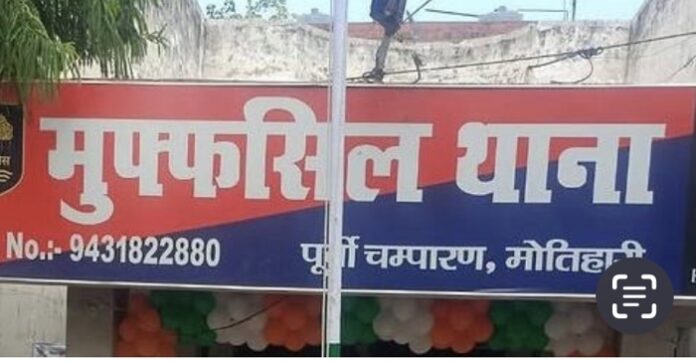 मुफ्फसिल थाना
No.:- 9431822880 पूर्वी चम्पारण, मोतिहारी